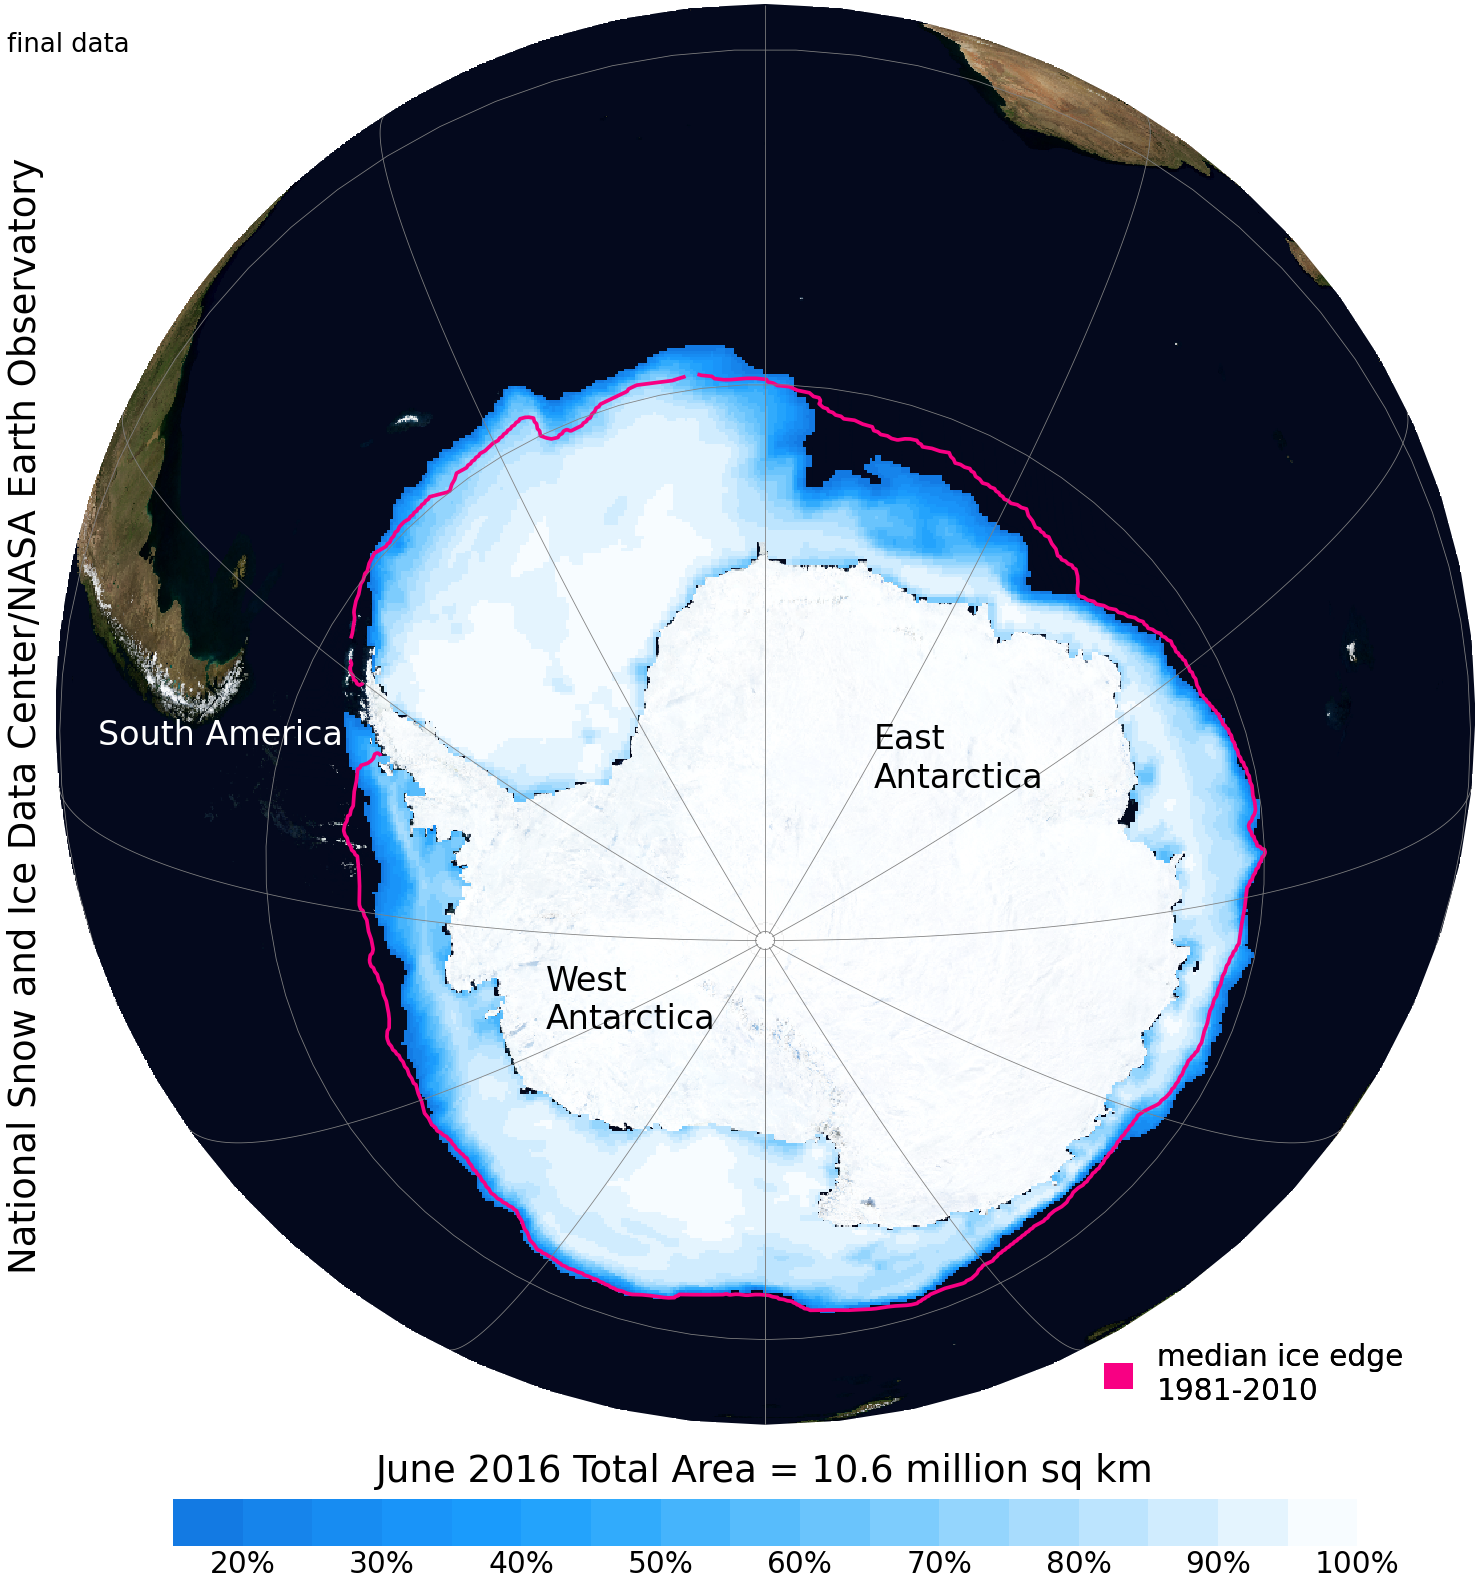 final data
National Snow and Ice Data Center/NASA Earth Observatory
South America
East
Antarctica
West
Antarctica
median ice edge
1981-2010
June 2016 Total Area = 10.6 million sq km
20% 30% 40% 50% 60% 70% 80% 90% 100%